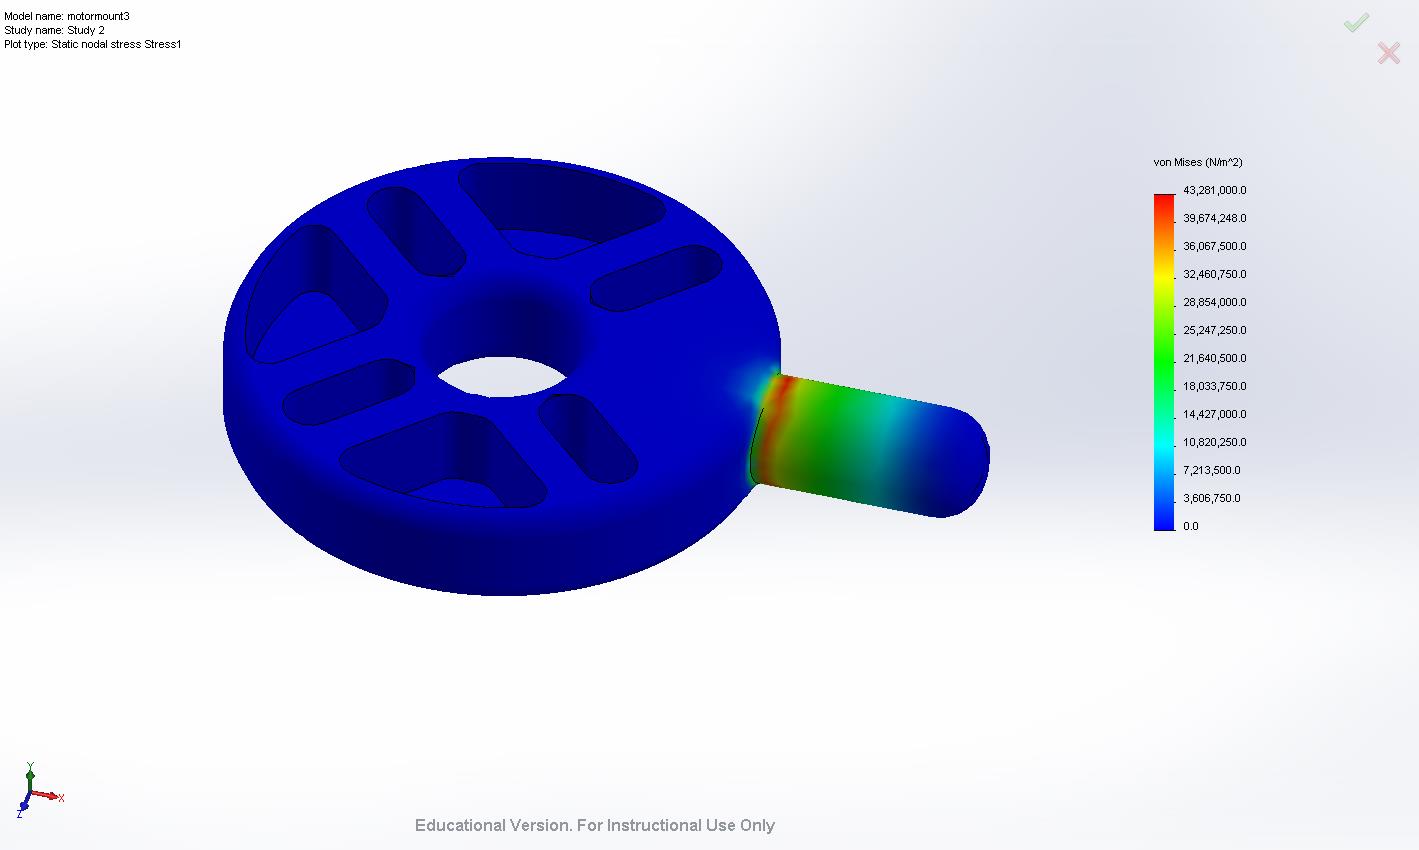 Model name: motormount3
Study name: Study 2
Plot type: Static nodal stress Stress1
von Mises (N/m^2)
43,281,000.0
39,674,248.0
36,067,500.0
32,460,750.0
28,854,000.0
25,247,250.0
21,640,500.0
18,033,750.0
14,427,000.0
10,820,250.0
7,213,500.0
3,606,750.0
0.0
Y
X
Z
Educational Version. For Instructional Use Only